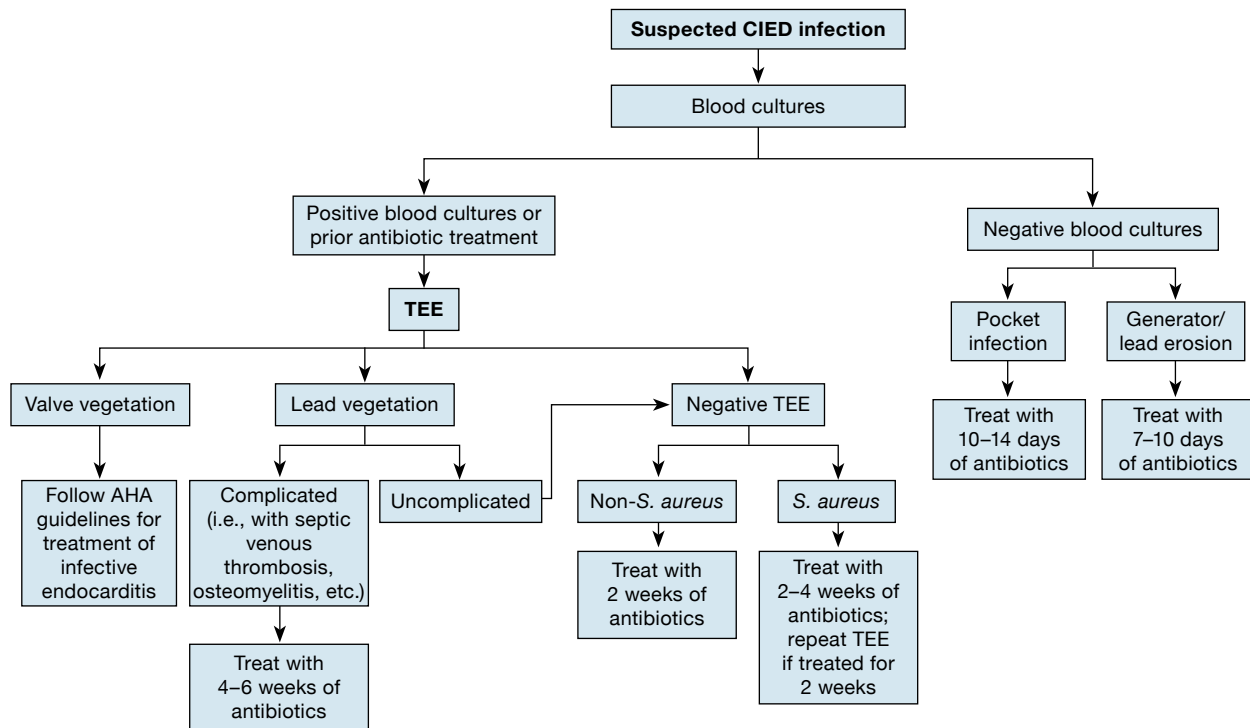 Suspected CIED infection
Blood cultures
Positive blood cultures or
prior antibiotic treatment
Negative blood cultures
TEE
Pocket
infection
Generator/
lead erosion
Valve vegetation
Lead vegetation
Negative TEE
Treat with
10–14 days
of antibiotics
Treat with
7–10 days
of antibiotics
Follow AHA
guidelines for
treatment of
infective
endocarditis
Complicated
(i.e., with septic
venous
thrombosis,
osteomyelitis, etc.)
Uncomplicated
Non-S. aureus
S. aureus
Treat with
2 weeks of
antibiotics
Treat with
2–4 weeks of
antibiotics;
repeat TEE
if treated for
2 weeks
Treat with
4–6 weeks of
antibiotics